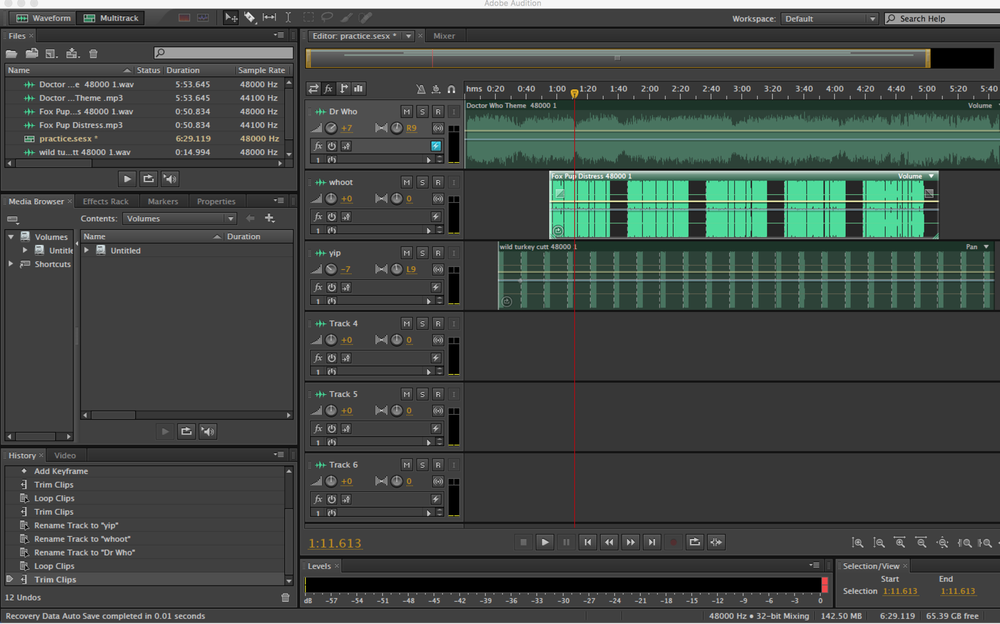 Adobe Audition
Waveform Multitrack Workspace: Default Search Help
Files ×
Name Status Duration Sample Rate
Doctor ...e 48000 1.wav 5:53.645 48000 Hz
Doctor ...Theme .mp3 5:53.645 44100 Hz
Fox Pup...s 48000 1.wav 0:50.834 48000 Hz
Fox Pup Distress.mp3 0:50.834 44100 Hz
practice.sesx * 6:29.119 48000 Hz
wild tu...tt 48000 1.wav 0:14.994 48000 Hz
Media Browser × Effects Rack Markers Properties
Contents: Volumes
Volumes
Untitle
Shortcuts
Name Duration
Untitled
History × Video
Add Keyframe
Trim Clips
Loop Clips
Trim Clips
Rename Track to "yip"
Rename Track to "whoot"
Rename Track to "Dr Who"
Loop Clips
Trim Clips
12 Undos
Editor: practice.sesx * × Mixer
fx
hms 0:20 0:40 1:00 1:20 1:40 2:00 2:20 2:40 3:00 3:20 3:40 4:00 4:20 4:40 5:00 5:20 5:40
Dr Who M S R I
+7 R9
fx
1
Doctor Who Theme 48000 1 Volume
whoot M S R I
+0 0
fx
1
Fox Pup Distress 48000 1 Volume
yip M S R I
-7 L9
fx
1
wild turkey cutt 48000 1 Pan
Track 4 M S R I
+0 0
fx
1
Track 5 M S R I
+0 0
fx
1
Track 6 M S R I
+0 0
fx
1
1:11.613
Levels ×
dB -57 -54 -51 -48 -45 -42 -39 -36 -33 -30 -27 -24 -21 -18 -15 -12 -9 -6 -3 0
Selection/View ×
Start End
Selection 1:11.613 1:11.613
Recovery Data Auto Save completed in 0.01 seconds
48000 Hz • 32-bit Mixing 142.50 MB 6:29.119 65.39 GB free